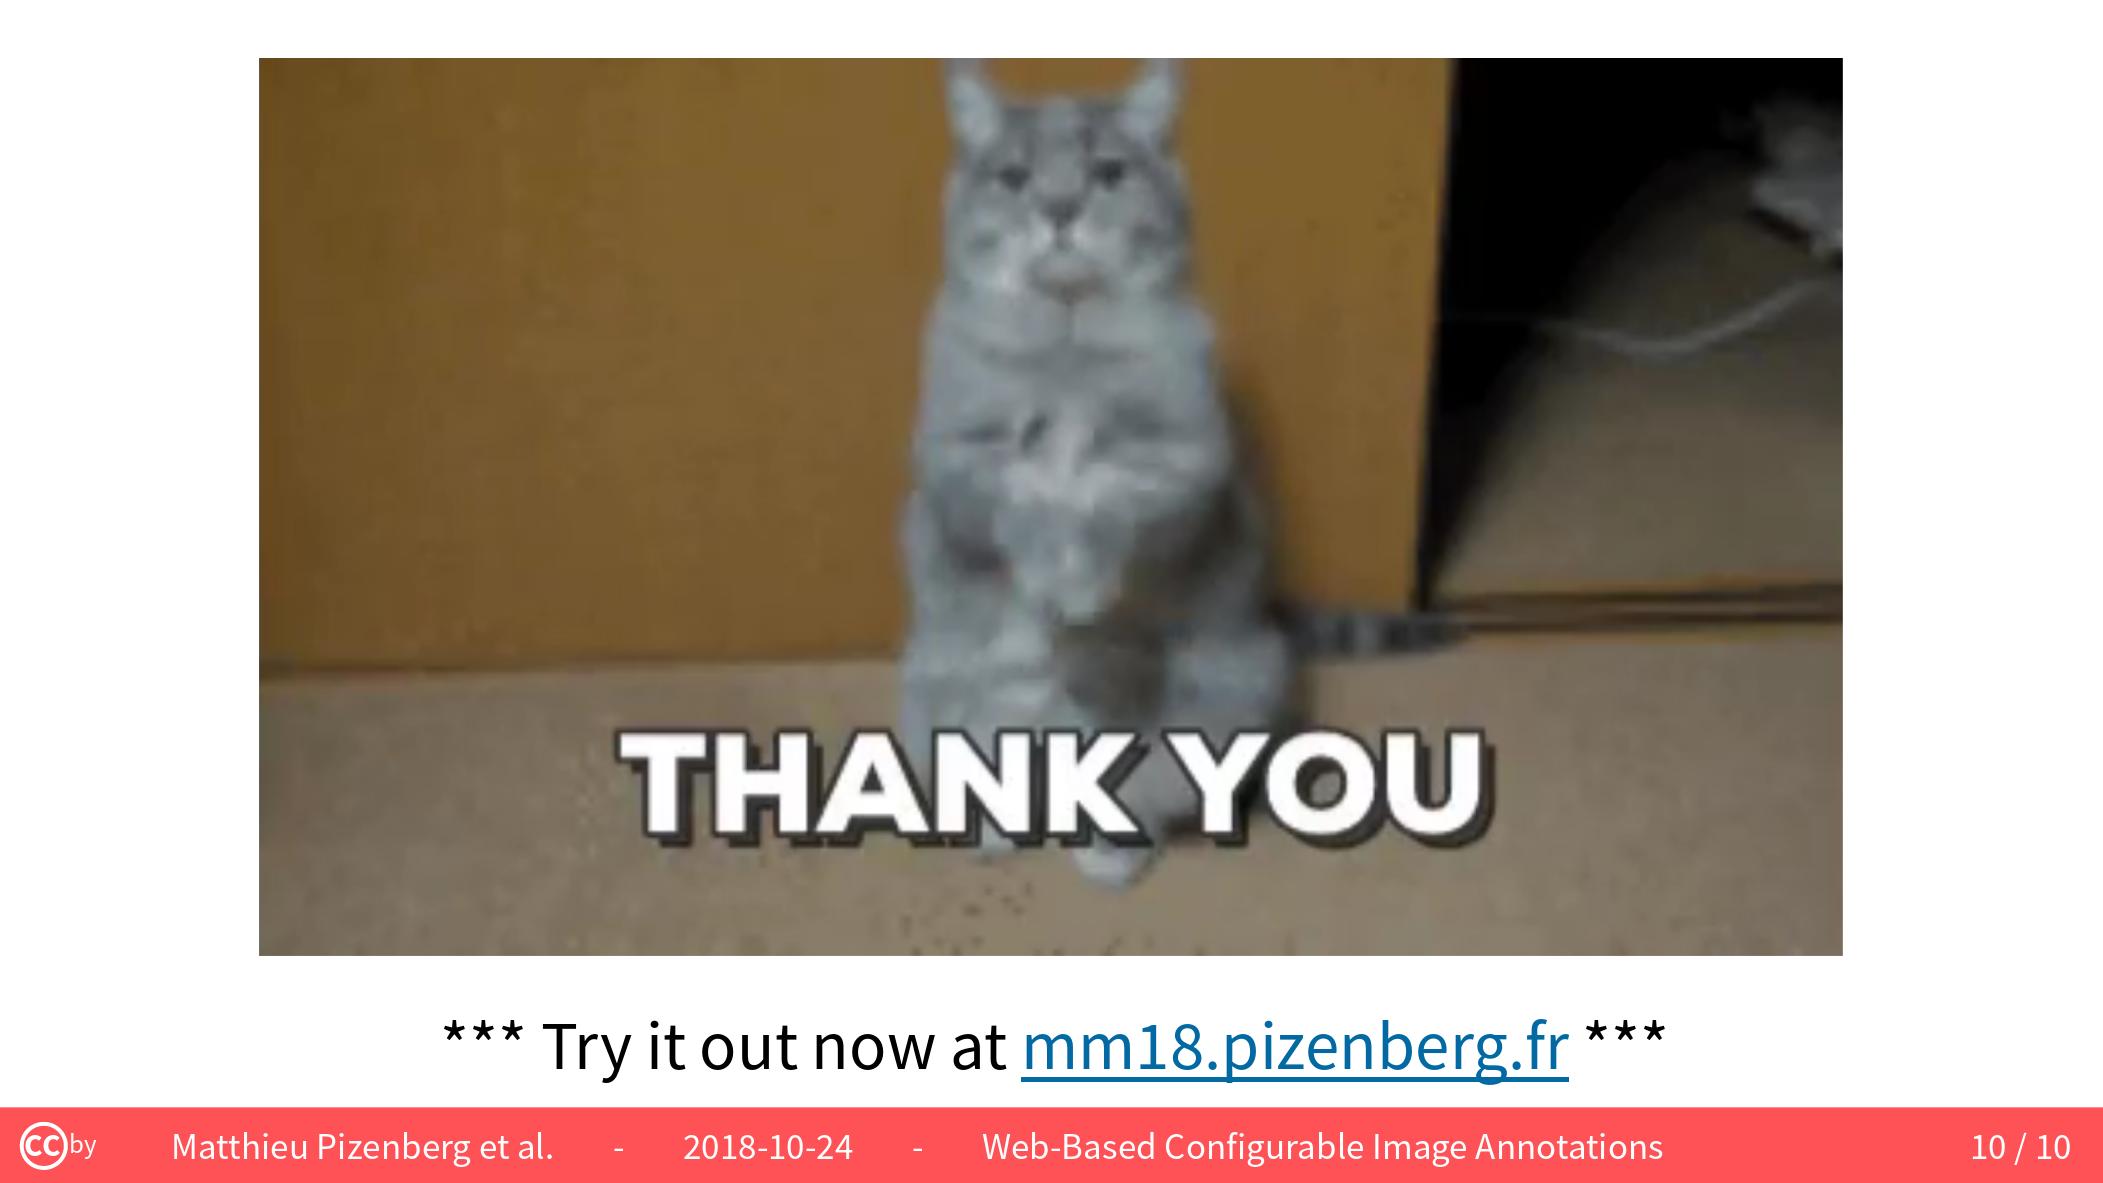 THANK YOU
*** Try it out now at mm18.pizenberg.fr ***
cc by Matthieu Pizenberg et al. - 2018-10-24 - Web-Based Configurable Image Annotations 10 / 10